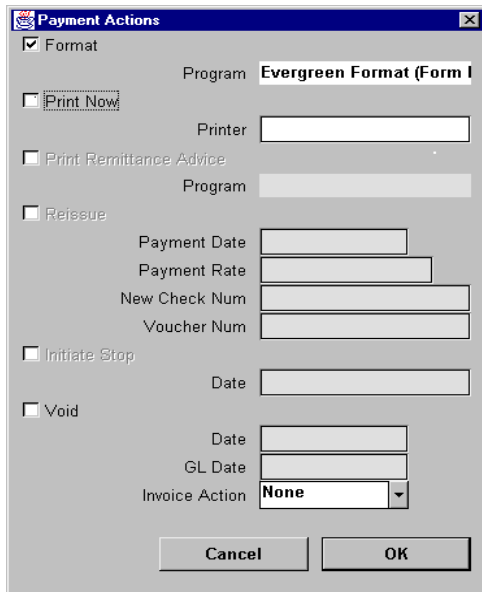 Payment Actions
Format
Program Evergreen Format (Form
Print Now
Printer
Print Remittance Advice
Program
Reissue
Payment Date
Payment Rate
New Check Num
Voucher Num
Initiate Stop
Date
Void
Date
GL Date
Invoice Action None
Cancel OK